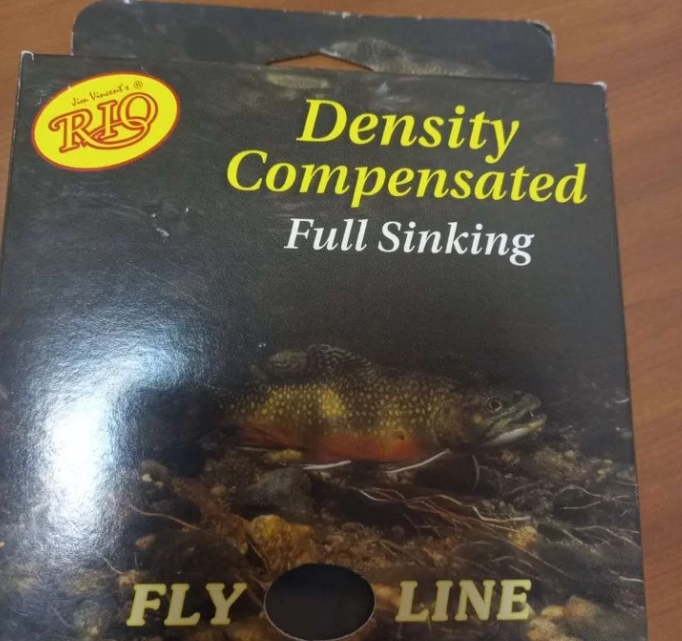 Jim Vincent's ®
RIO
Density
Compensated
Full Sinking
FLY LINE